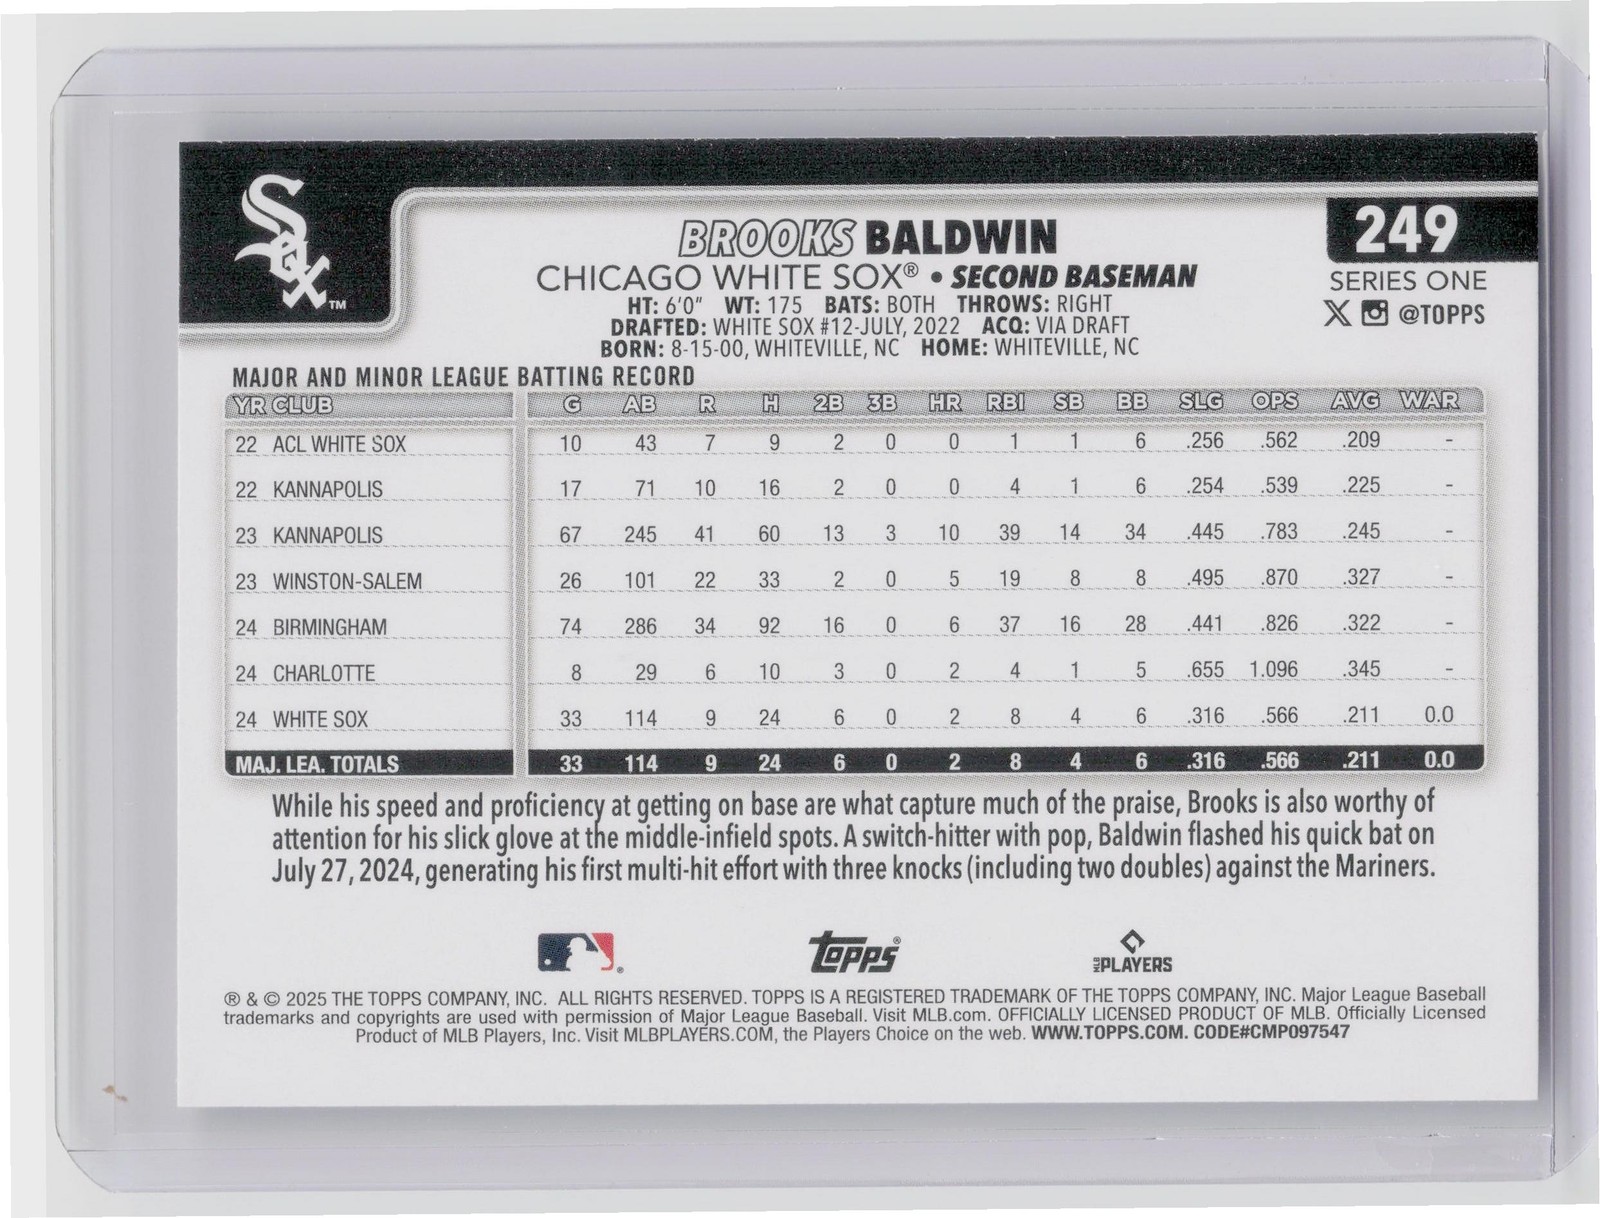 Sox™
249
BROOKS BALDWIN
CHICAGO WHITE SOX® • SECOND BASEMAN
SERIES ONE
HT: 6'0" WT: 175 BATS: BOTH THROWS: RIGHT
@TOPPS
DRAFTED: WHITE SOX #12-JULY, 2022 ACQ: VIA DRAFT
BORN: 8-15-00, WHITEVILLE, NC HOME: WHITEVILLE, NC
MAJOR AND MINOR LEAGUE BATTING RECORD
YR CLUB G AB R H 2B 3B HR RBI SB BB SLG OPS AVG WAR
22 ACL WHITE SOX 10 43 7 9 2 0 0 1 1 6 .256 .562 .209 -
22 KANNAPOLIS 17 71 10 16 2 0 0 4 1 6 .254 .539 .225 -
23 KANNAPOLIS 67 245 41 60 13 3 10 39 14 34 .445 .783 .245 -
23 WINSTON-SALEM 26 101 22 33 2 0 5 19 8 8 .495 .870 .327 -
24 BIRMINGHAM 74 286 34 92 16 0 6 37 16 28 .441 .826 .322 -
24 CHARLOTTE 8 29 6 10 3 0 2 4 1 5 .655 1.096 .345 -
24 WHITE SOX 33 114 9 24 6 0 2 8 4 6 .316 .566 .211 0.0
MAJ. LEA. TOTALS 33 114 9 24 6 0 2 8 4 6 .316 .566 .211 0.0
While his speed and proficiency at getting on base are what capture much of the praise, Brooks is also worthy of
attention for his slick glove at the middle-infield spots. A switch-hitter with pop, Baldwin flashed his quick bat on
July 27, 2024, generating his first multi-hit effort with three knocks (including two doubles) against the Mariners.
® Topps® MLB PLAYERS
® & © 2025 THE TOPPS COMPANY, INC. ALL RIGHTS RESERVED. TOPPS IS A REGISTERED TRADEMARK OF THE TOPPS COMPANY, INC. Major League Baseball
trademarks and copyrights are used with permission of Major League Baseball. Visit MLB.com. OFFICIALLY LICENSED PRODUCT OF MLB. Officially Licensed
Product of MLB Players, Inc. Visit MLBPLAYERS.COM, the Players Choice on the web. WWW.TOPPS.COM. CODE#CMP097547